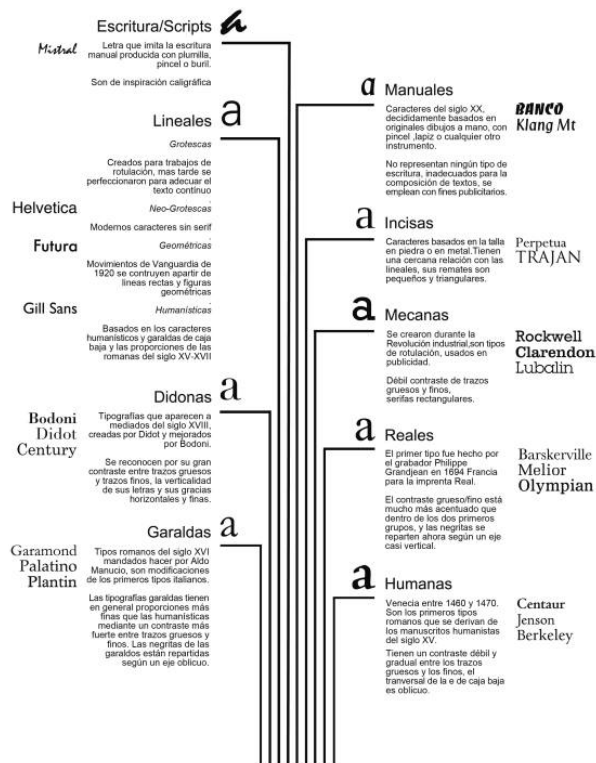 Escritura/Scripts
a
Mistral
Letra que imita la escritura
manual producida con plumilla,
pincel o buril.
Son de inspiración caligráfica
Lineales
a
Grotescas
Creados para trabajos de
rotulación, mas tarde se
perfeccionaron para adecuar el
texto contínuo
Helvetica
Neo-Grotescas
Modernos caracteres sin serif
Futura
Geométricas
Movimientos de Vanguardia de
1920 se contruyen apartir de
lineas rectas y figuras
geométricas
Gill Sans
Humanísticas
Basados en los caracteres
humanísticos y garaldas de caja
baja y las proporciones de las
romanas del siglo XV-XVII
Didonas
a
Bodoni
Didot
Century
Tipografías que aparecen a
mediados del siglo XVIII,
creadas por Didot y mejorados
por Bodoni.
Se reconocen por su gran
contraste entre trazos gruesos
y trazos finos, la verticalidad
de sus letras y sus gracias
horizontales y finas.
Garaldas
a
Garamond
Palatino
Plantin
Tipos romanos del siglo XVI
mandados hacer por Aldo
Manucio, son modificaciones
de los primeros tipos italianos.
Las tipografías garaldas tienen
en general proporciones más
finas que las humanísticas
mediante un contraste más
fuerte entre trazos gruesos y
finos. Las negritas de las
garaldos están repartidas
según un eje oblicuo.
a
Manuales
Caracteres del siglo XX,
decididamente basados en
originales dibujos a mano, con
pincel ,lapiz o cualquier otro
instrumento.
No representan ningún tipo de
escritura, inadecuados para la
composición de textos, se
emplean con fines publicitarios.
BANCO
Klang Mt
a
Incisas
Caracteres basados en la talla
en piedra o en metal.Tienen
una cercana relación con las
lineales, sus remates son
pequeños y triangulares.
Perpetua
TRAJAN
a
Mecanas
Se crearon durante la
Revolución industrial,son tipos
de rotulación, usados en
publicidad.
Débil contraste de trazos
gruesos y finos,
serifas rectangulares.
Rockwell
Clarendon
Lubalin
a
Reales
El primer tipo fue hecho por
el grabador Philippe
Grandjean en 1694 Francia
para la imprenta Real.
El contraste grueso/fino está
mucho más acentuado que
dentro de los dos primeros
grupos, y las negritas se
reparten ahora según un eje
casi vertical.
Barskerville
Melior
Olympian
a
Humanas
Venecia entre 1460 y 1470.
Son los primeros tipos
romanos que se derivan de
los manuscritos humanistas
del siglo XV.
Tienen un contraste débil y
gradual entre los trazos
gruesos y los finos, el
tranversal de la e de caja baja
es oblicuo.
Centaur
Jenson
Berkeley